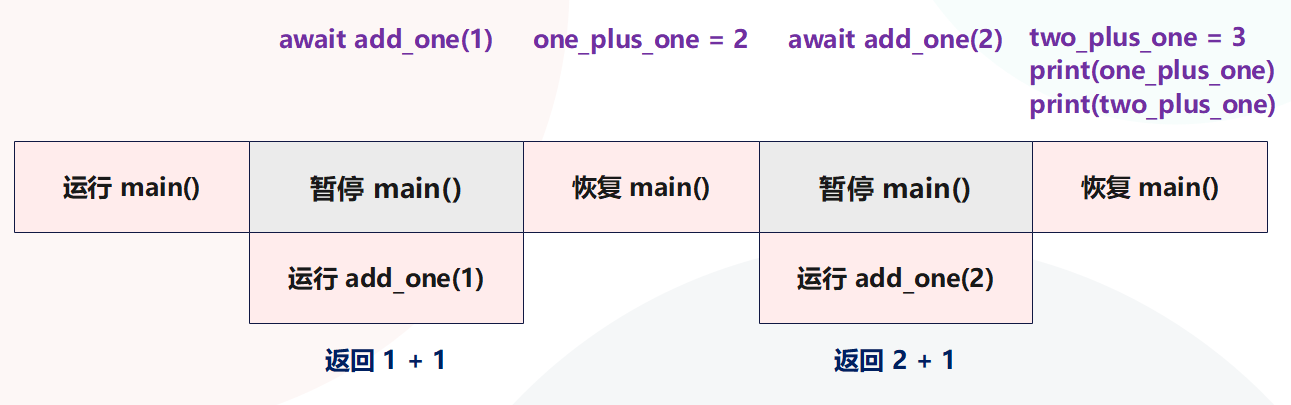 await add_one(1)
one_plus_one = 2
await add_one(2)
two_plus_one = 3
print(one_plus_one)
print(two_plus_one)
运行 main()
暂停 main()
恢复 main()
暂停 main()
恢复 main()
运行 add_one(1)
运行 add_one(2)
返回 1 + 1
返回 2 + 1